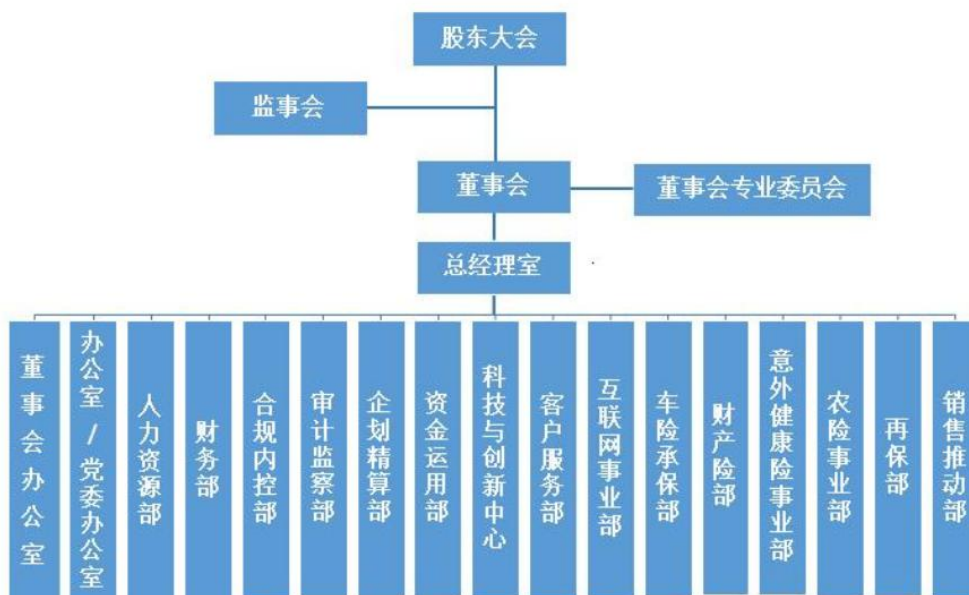 股东大会
监事会
董事会
董事会专业委员会
总经理室
董事会办公室
办公室/党委办公室
人力资源部
财务部
合规内控部
审计监察部
企划精算部
资金运用部
科技与创新中心
客户服务部
互联网事业部
车险承保部
财产险部
意外健康险事业部
农险事业部
再保部
销售推动部